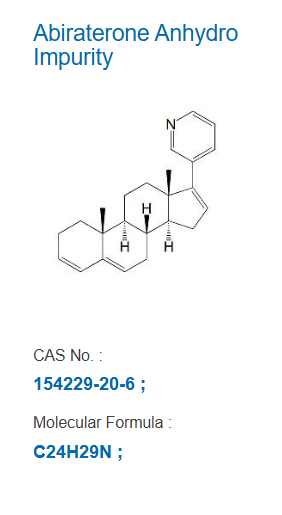 Abiraterone Anhydro
Impurity
N
H
H
H
CAS No. :
154229-20-6 ;
Molecular Formula :
C24H29N ;